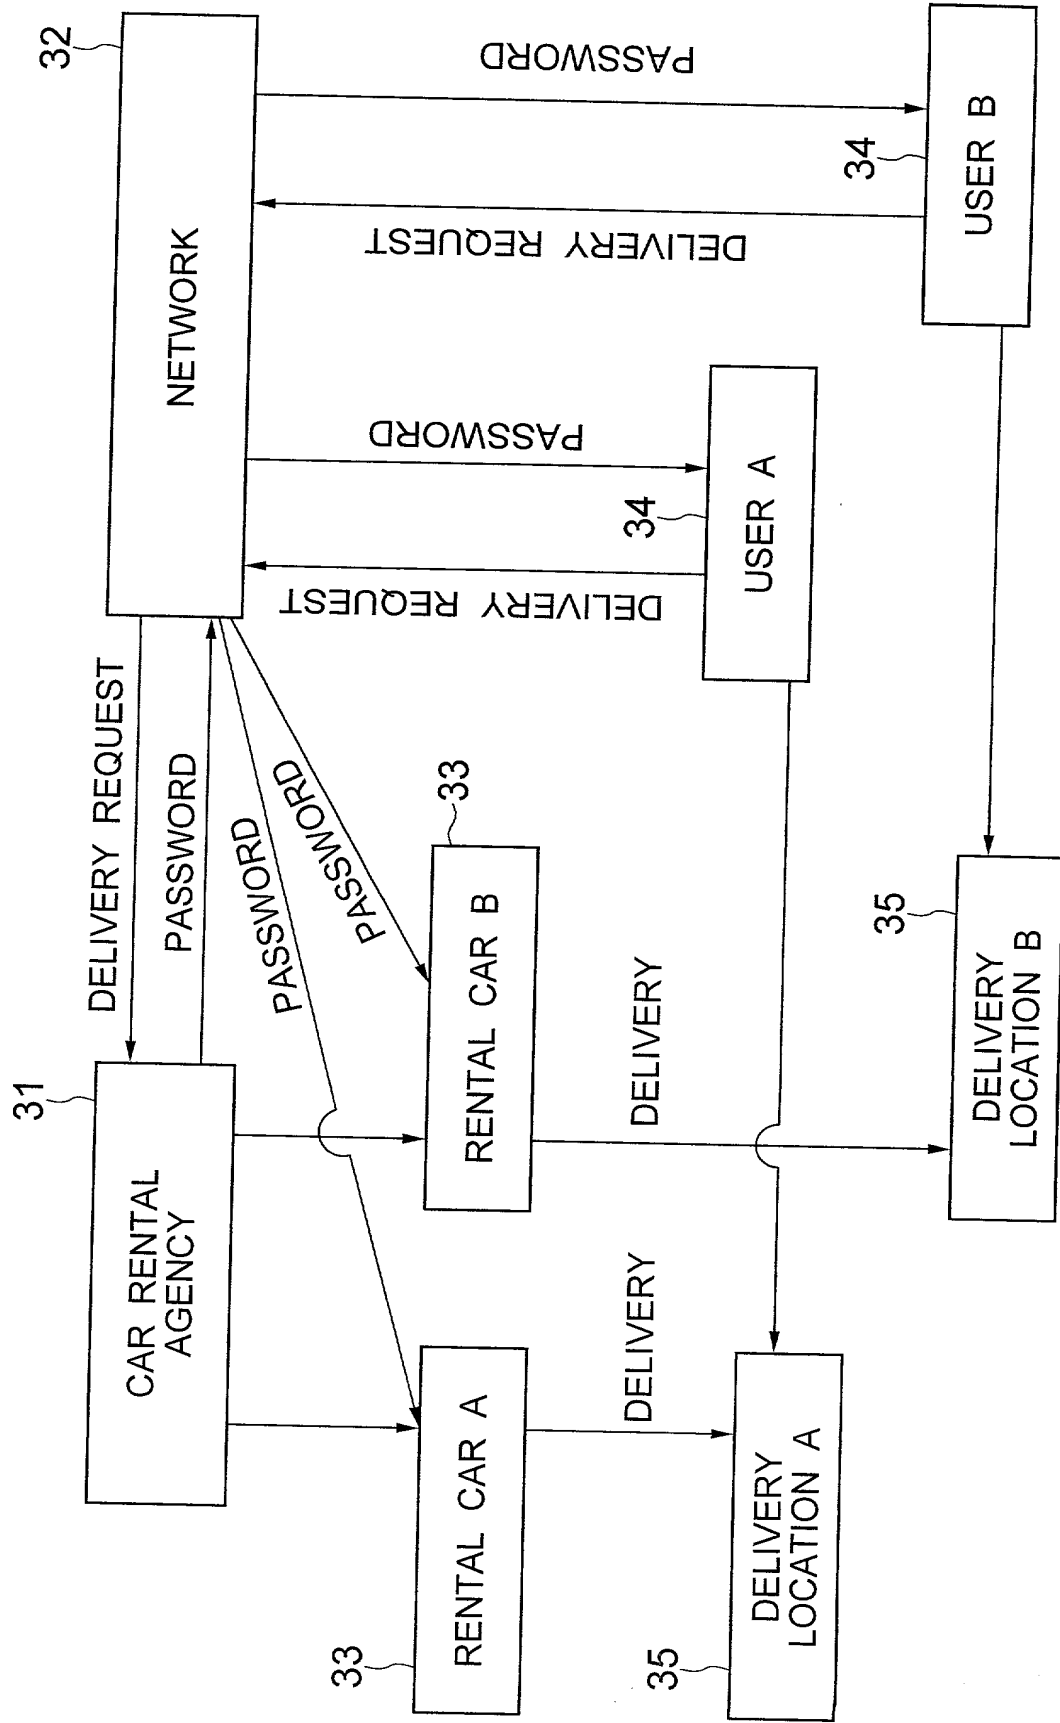 31
CAR RENTAL
AGENCY
DELIVERY REQUEST
PASSWORD
32
NETWORK
PASSWORD
PASSWORD
33
RENTAL CAR A
33
RENTAL CAR B
DELIVERY REQUEST
PASSWORD
DELIVERY REQUEST
PASSWORD
34
USER A
34
USER B
DELIVERY
DELIVERY
35
DELIVERY
LOCATION A
35
DELIVERY
LOCATION B